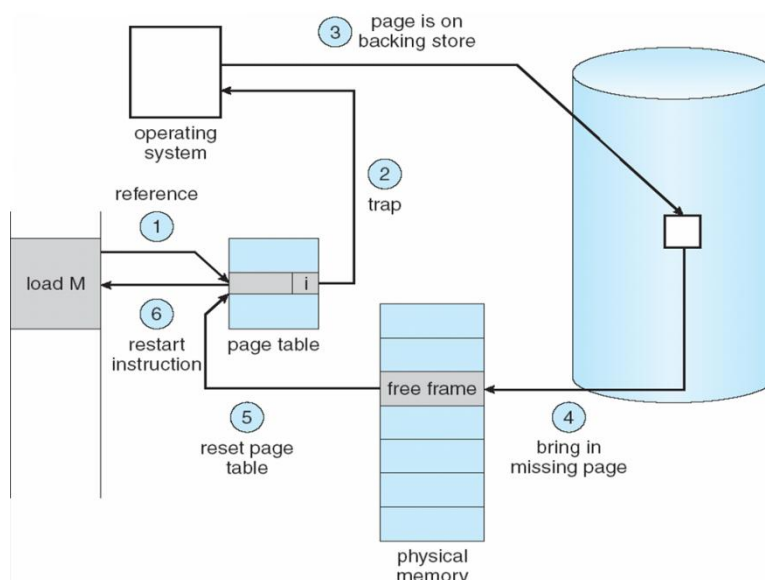 3
page is on
backing store
operating
system
reference
1
2
trap
load M
i
6
restart
instruction
page table
free frame
5
reset page
table
4
bring in
missing page
physical
memory